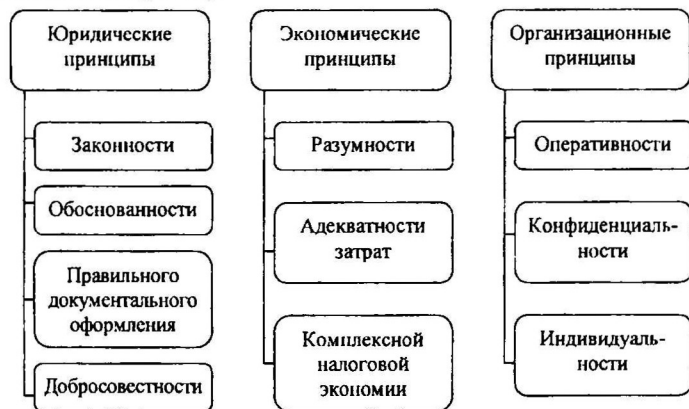 Юридические
принципы
Законности
Обоснованности
Правильного
документального
оформления
Добросовестности
Экономические
принципы
Разумности
Адекватности
затрат
Комплексной
налоговой
экономии
Организационные
принципы
Оперативности
Конфиденциаль-
ности
Индивидуаль-
ности